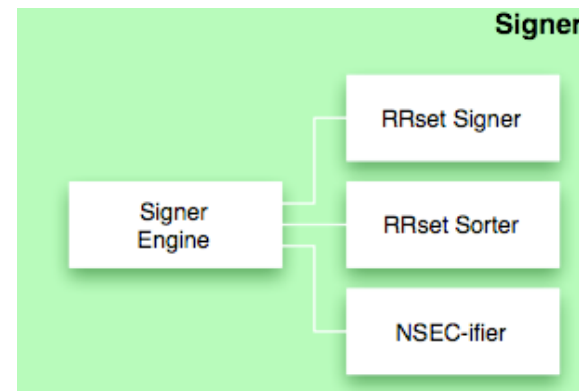 Signer
RRset Signer
Signer
Engine
RRset Sorter
NSEC-ifier